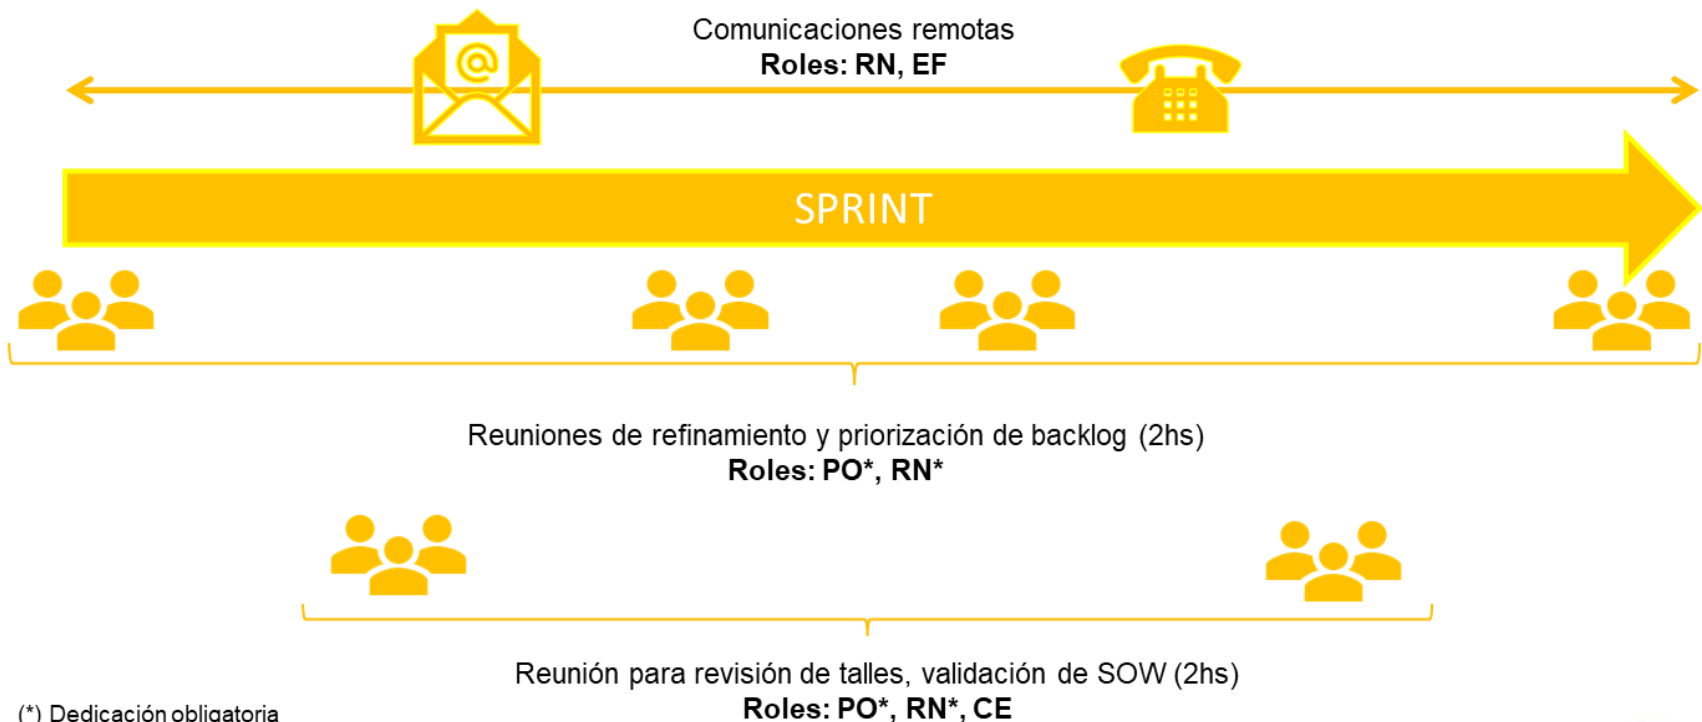 Comunicaciones remotas
Roles: RN, EF
@
SPRINT
Reuniones de refinamiento y priorización de backlog (2hs)
Roles: PO*, RN*
Reunión para revisión de talles, validación de SOW (2hs)
Roles: PO*, RN*, CE
(*) Dedicación obligatoria